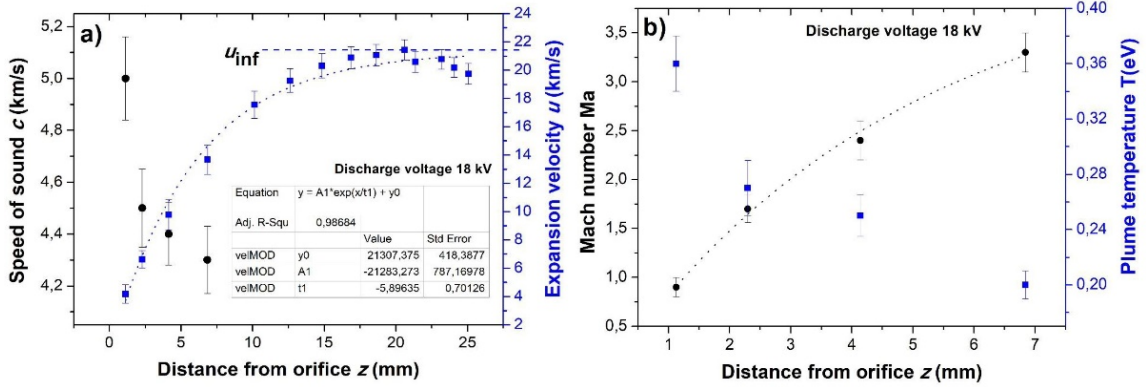 a)
u_inf
Discharge voltage 18 kV
Equation y = A1*exp(x/t1) + y0
Adj. R-Squ 0,98684
Value Std Error
velMOD y0 21307,375 418,3877
velMOD A1 -21283,273 787,16978
velMOD t1 -5,89635 0,70126
Speed of sound c (km/s)
5,2
5,0
4,8
4,6
4,4
4,2
Expansion velocity u (km/s)
24
22
20
18
16
14
12
10
8
6
4
2
0 5 10 15 20 25
Distance from orifice z (mm)
b)
Discharge voltage 18 kV
Mach number Ma
3,5
3,0
2,5
2,0
1,5
1,0
0,5
Plume temperature T(eV)
0,40
0,36
0,32
0,28
0,24
0,20
1 2 3 4 5 6 7
Distance from orifice z (mm)